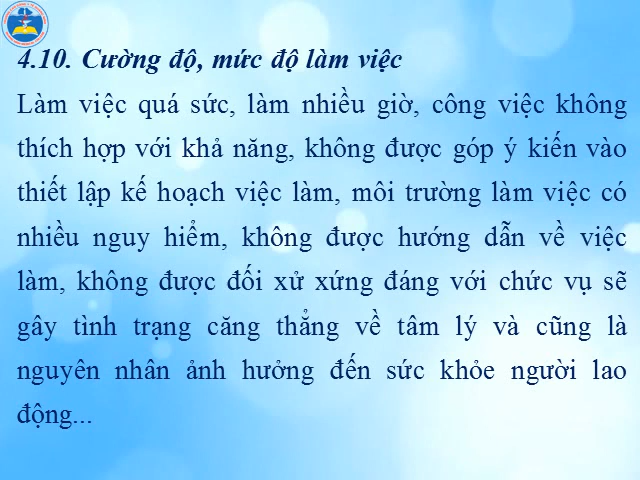 4.10. Cường độ, mức độ làm việc
Làm việc quá sức, làm nhiều giờ, công việc không
thích hợp với khả năng, không được góp ý kiến vào
thiết lập kế hoạch việc làm, môi trường làm việc có
nhiều nguy hiểm, không được hướng dẫn về việc
làm, không được đối xử xứng đáng với chức vụ sẽ
gây tình trạng căng thẳng về tâm lý và cũng là
nguyên nhân ảnh hưởng đến sức khỏe người lao
động...